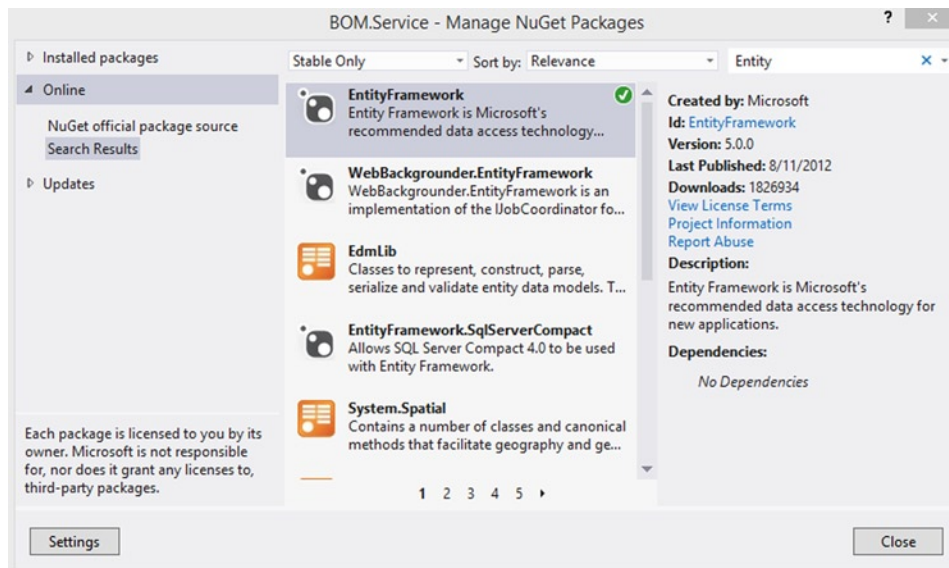 BOM.Service - Manage NuGet Packages
?
Installed packages
Online
NuGet official package source
Search Results
Updates
Each package is licensed to you by its
owner. Microsoft is not responsible
for, nor does it grant any licenses to,
third-party packages.
Settings
Stable Only
Sort by: Relevance
EntityFramework
Entity Framework is Microsoft's
recommended data access technology...
WebBackgrounder.EntityFramework
WebBackgrounder.EntityFramework is an
implementation of the IJobCoordinator fo...
EdmLib
Classes to represent, construct, parse,
serialize and validate entity data models. T...
EntityFramework.SqlServerCompact
Allows SQL Server Compact 4.0 to be used
with Entity Framework.
System.Spatial
Contains a number of classes and canonical
methods that facilitate geography and ge...
1 2 3 4 5
Entity
Created by: Microsoft
Id: EntityFramework
Version: 5.0.0
Last Published: 8/11/2012
Downloads: 1826934
View License Terms
Project Information
Report Abuse
Description:
Entity Framework is Microsoft's
recommended data access technology for
new applications.
Dependencies:
No Dependencies
Close